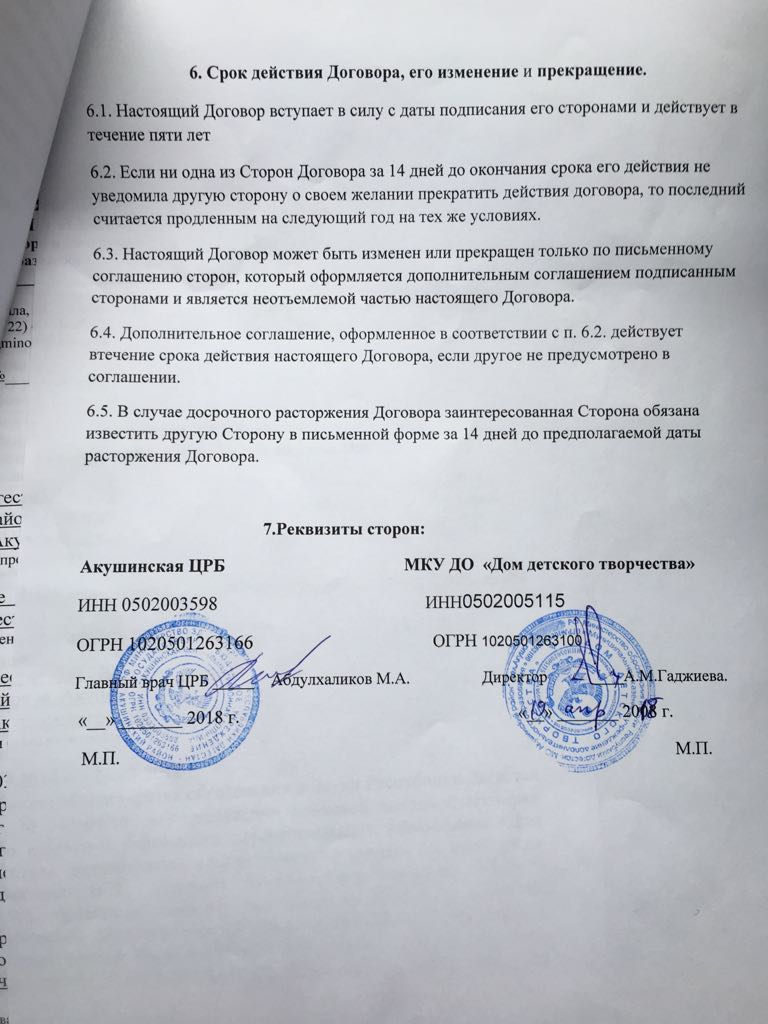 6. Срок действия Договора, его изменение и прекращение.
6.1. Настоящий Договор вступает в силу с даты подписания его сторонами и действует в
течение пяти лет
6.2. Если ни одна из Сторон Договора за 14 дней до окончания срока его действия не
уведомила другую сторону о своем желании прекратить действия договора, то последний
считается продленным на следующий год на тех же условиях.
6.3. Настоящий Договор может быть изменен или прекращен только по письменному
соглашению сторон, который оформляется дополнительным соглашением подписанным
сторонами и является неотъемлемой частью настоящего Договора.
6.4. Дополнительное соглашение, оформленное в соответствии с п. 6.2. действует
втечение срока действия настоящего Договора, если другое не предусмотрено в
соглашении.
6.5. В случае досрочного расторжения Договора заинтересованная Сторона обязана
известить другую Сторону в письменной форме за 14 дней до предполагаемой даты
расторжения Договора.
7.Реквизиты сторон:
Акушинская ЦРБ МКУ ДО «Дом детского творчества»
ИНН 0502003598 ИНН0502005115
ОГРН 1020501263166 ОГРН 1020501263100
Главный врач ЦРБ Абдулхаликов М.А. Директор А.М.Гаджиева.
«__» 2018 г. «19» апр 2018 г.
М.П. М.П.